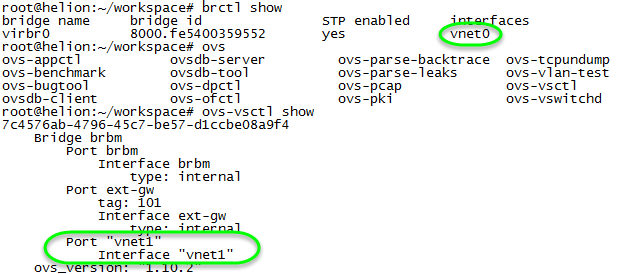 root@helion:~/workspace# brctl show
bridge name     bridge id               STP enabled     interfaces
virbr0          8000.fe5400359552       yes             vnet0
root@helion:~/workspace# ovs
ovs-appctl           ovsdb-server         ovs-parse-backtrace  ovs-tcpundump
ovs-benchmark        ovsdb-tool           ovs-parse-leaks      ovs-vlan-test
ovs-bugtool          ovs-dpctl            ovs-pcap             ovs-vsctl
ovsdb-client         ovs-ofctl            ovs-pki              ovs-vswitchd
root@helion:~/workspace# ovs-vsctl show
7c4576ab-4796-45c7-be57-d1ccbe08a9f4
    Bridge brbm
        Port brbm
            Interface brbm
                type: internal
        Port ext-gw
            tag: 101
            Interface ext-gw
                type: internal
        Port "vnet1"
            Interface "vnet1"
    ovs_version: "1.10.2"